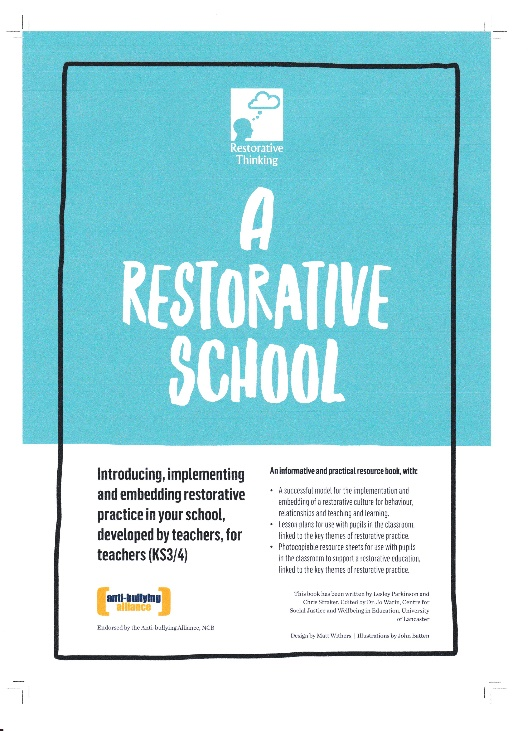 Restorative
Thinking
A
RESTORATIVE
SCHOOL
Introducing, implementing
and embedding restorative
practice in your school,
developed by teachers, for
teachers (KS3/4)
anti-bullying
alliance
Endorsed by the Anti-bullying Alliance, NCB
An informative and practical resource book, with:
• A successful model for the implementation and
embedding of a restorative culture for behaviour,
relationships and teaching and learning.
• Lesson plans for use with pupils in the classroom,
linked to the key themes of restorative practice.
• Photocopiable resource sheets for use with pupils
in the classroom to support a restorative education,
linked to the key themes of restorative practice.
This book has been written by Lesley Parkinson and
Chris Straker. Edited by Dr. Jo Warin, Centre for
Social Justice and Wellbeing in Education, University
of Lancaster
Design by Matt Withers | Illustrations by John Batten